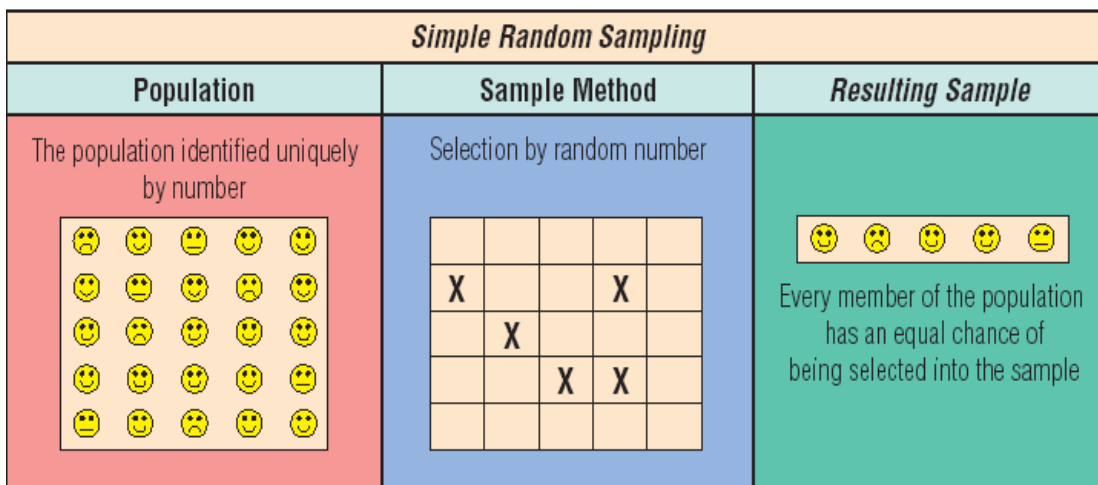 Simple Random Sampling
Population
Sample Method
Resulting Sample
The population identified uniquely
by number
Selection by random number
X
X
X
X
X
Every member of the population
has an equal chance of
being selected into the sample